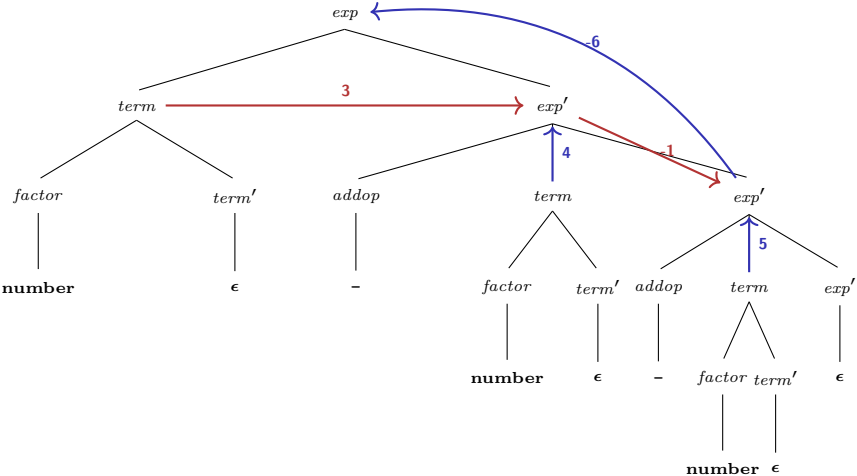 exp
-6
3
term exp′
4 -1
factor term′ addop term exp′
5
number ϵ – factor term′ addop term exp′
number ϵ – factor term′ ϵ
number ϵ